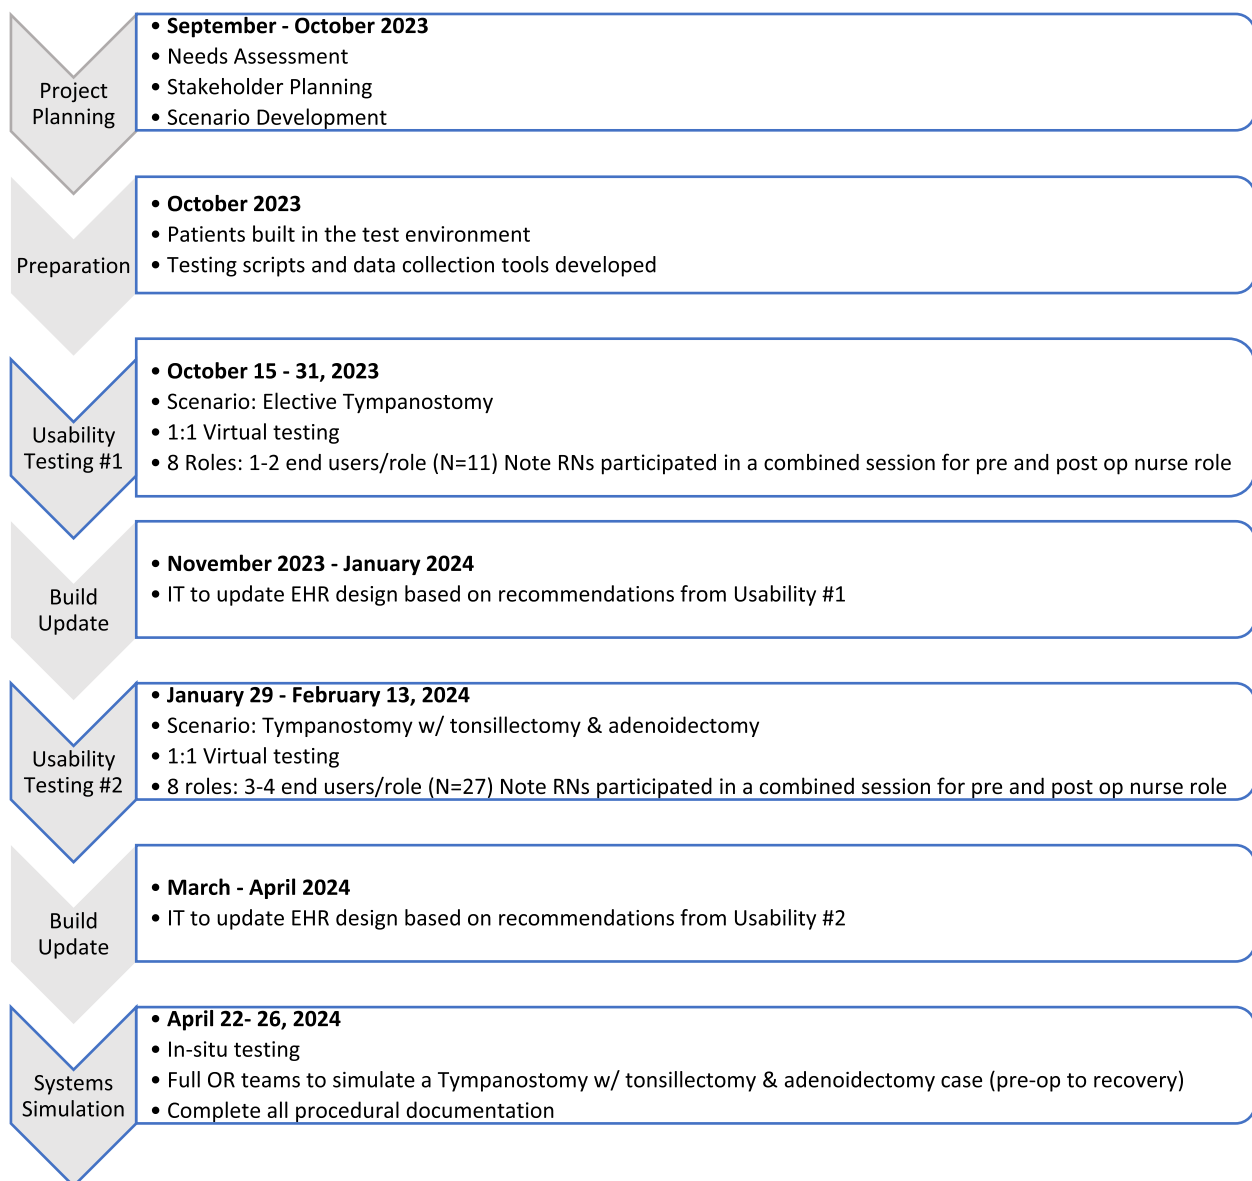 Project
Planning
• September - October 2023
• Needs Assessment
• Stakeholder Planning
• Scenario Development
Preparation
• October 2023
• Patients built in the test environment
• Testing scripts and data collection tools developed
Usability
Testing #1
• October 15 - 31, 2023
• Scenario: Elective Tympanostomy
• 1:1 Virtual testing
• 8 Roles: 1-2 end users/role (N=11) Note RNs participated in a combined session for pre and post op nurse role
Build
Update
• November 2023 - January 2024
• IT to update EHR design based on recommendations from Usability #1
Usability
Testing #2
• January 29 - February 13, 2024
• Scenario: Tympanostomy w/ tonsillectomy & adenoidectomy
• 1:1 Virtual testing
• 8 roles: 3-4 end users/role (N=27) Note RNs participated in a combined session for pre and post op nurse role
Build
Update
• March - April 2024
• IT to update EHR design based on recommendations from Usability #2
Systems
Simulation
• April 22- 26, 2024
• In-situ testing
• Full OR teams to simulate a Tympanostomy w/ tonsillectomy & adenoidectomy case (pre-op to recovery)
• Complete all procedural documentation